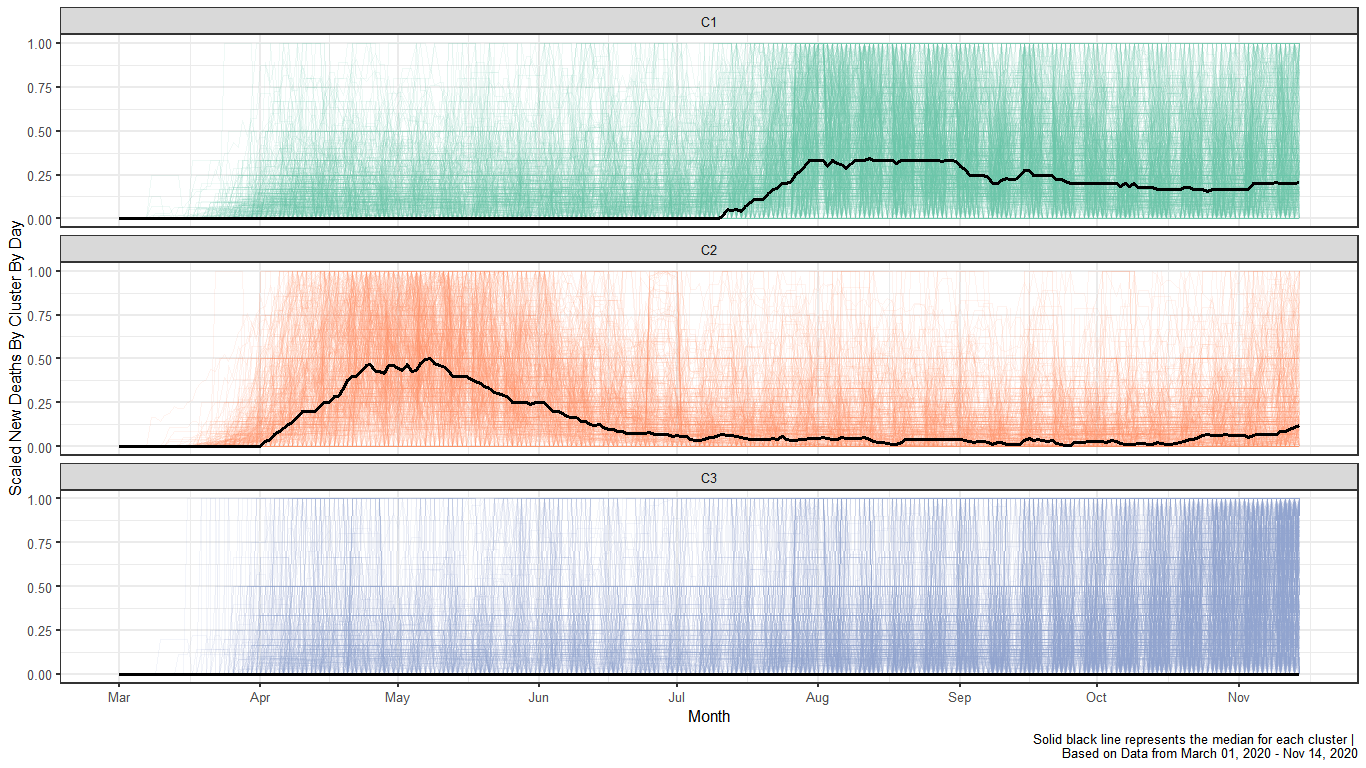 C1
1.00
0.75
0.50
0.25
0.00
C2
1.00
0.75
0.50
0.25
0.00
C3
1.00
0.75
0.50
0.25
0.00
Scaled New Deaths By Cluster By Day
Mar Apr May Jun Jul Aug Sep Oct Nov
Month
Solid black line represents the median for each cluster |
Based on Data from March 01, 2020 - Nov 14, 2020